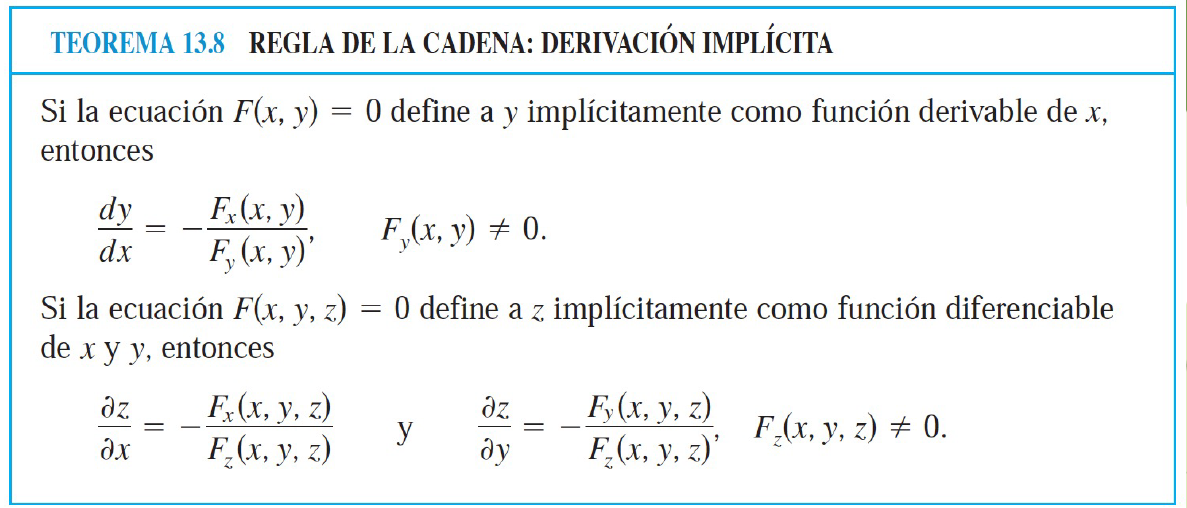 TEOREMA 13.8 REGLA DE LA CADENA: DERIVACIÓN IMPLÍCITA
Si la ecuación F(x, y) = 0 define a y implícitamente como función derivable de x,
entonces
dy/dx = −F_x(x, y)/F_y(x, y), F_y(x, y) ≠ 0.
Si la ecuación F(x, y, z) = 0 define a z implícitamente como función diferenciable
de x y y, entonces
∂z/∂x = −F_x(x, y, z)/F_z(x, y, z) y ∂z/∂y = −F_y(x, y, z)/F_z(x, y, z), F_z(x, y, z) ≠ 0.